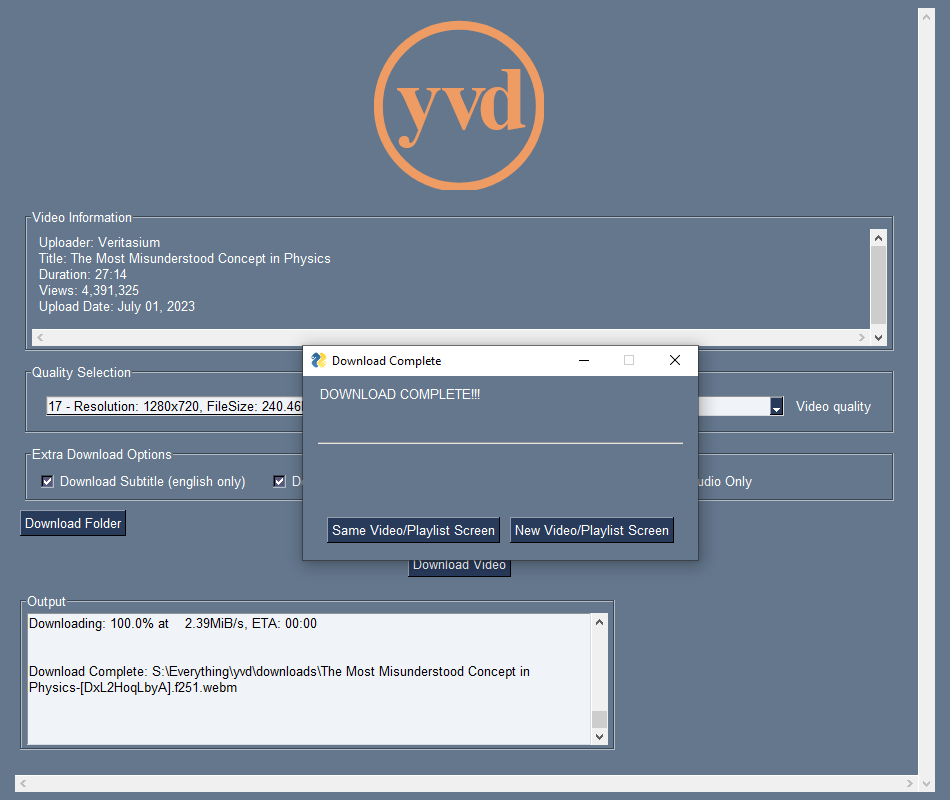 yvd
Video Information
Uploader: Veritasium
Title: The Most Misunderstood Concept in Physics
Duration: 27:14
Views: 4,391,325
Upload Date: July 01, 2023
Download Complete
Quality Selection
DOWNLOAD COMPLETE!!!
17 - Resolution: 1280x720, FileSize: 240.46
Video quality
Extra Download Options
Download Subtitle (english only)
udio Only
Download Folder
Same Video/Playlist Screen
New Video/Playlist Screen
Download Video
Output
Downloading: 100.0% at    2.39MiB/s, ETA: 00:00
Download Complete: S:\Everything\yvd\downloads\The Most Misunderstood Concept in
Physics-[DxL2HoqLbyA].f251.webm